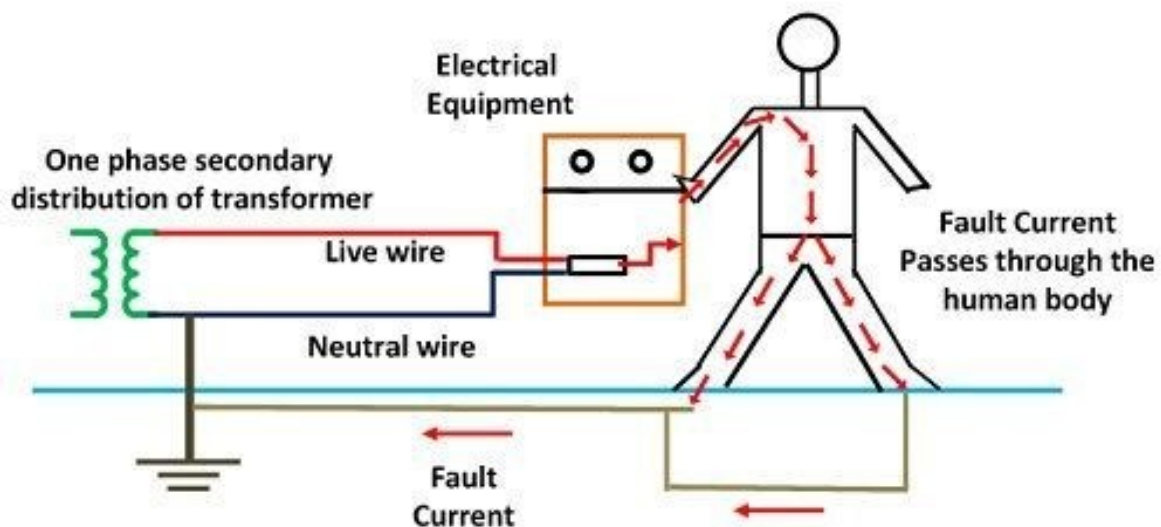 Electrical
Equipment
One phase secondary
distribution of transformer
Live wire
Fault Current
Passes through the
human body
Neutral wire
Fault
Current